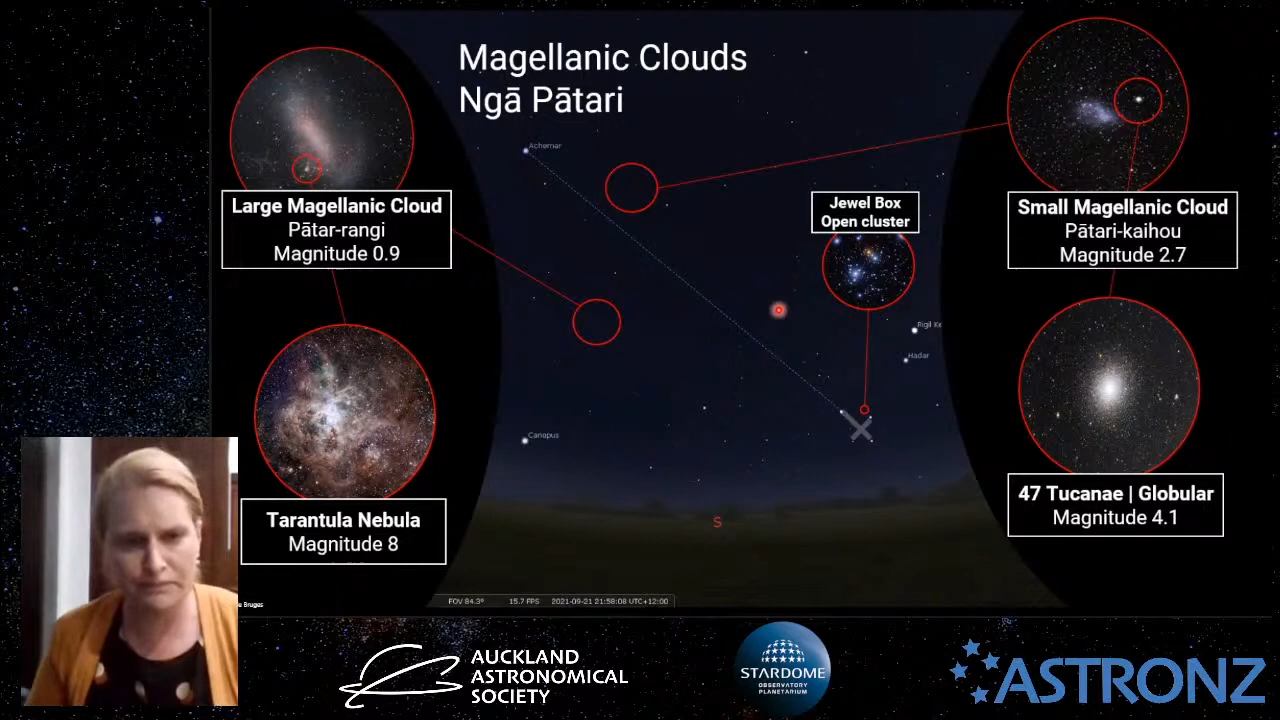 Magellanic Clouds
Ngā Pātari
Achernar
Large Magellanic Cloud
Pātar-rangi
Magnitude 0.9
Jewel Box
Open cluster
Small Magellanic Cloud
Pātari-kaihou
Magnitude 2.7
Rigil Ke
Hadar
Canopus
Tarantula Nebula
Magnitude 8
47 Tucanae | Globular
Magnitude 4.1
S
e Bruges
FOV 84.3° 15.7 FPS 2021-09-21 21:58:08 UTC+12:00
AUCKLAND
ASTRONOMICAL
SOCIETY
STARDOME
OBSERVATORY
PLANETARIUM
ASTRONZ